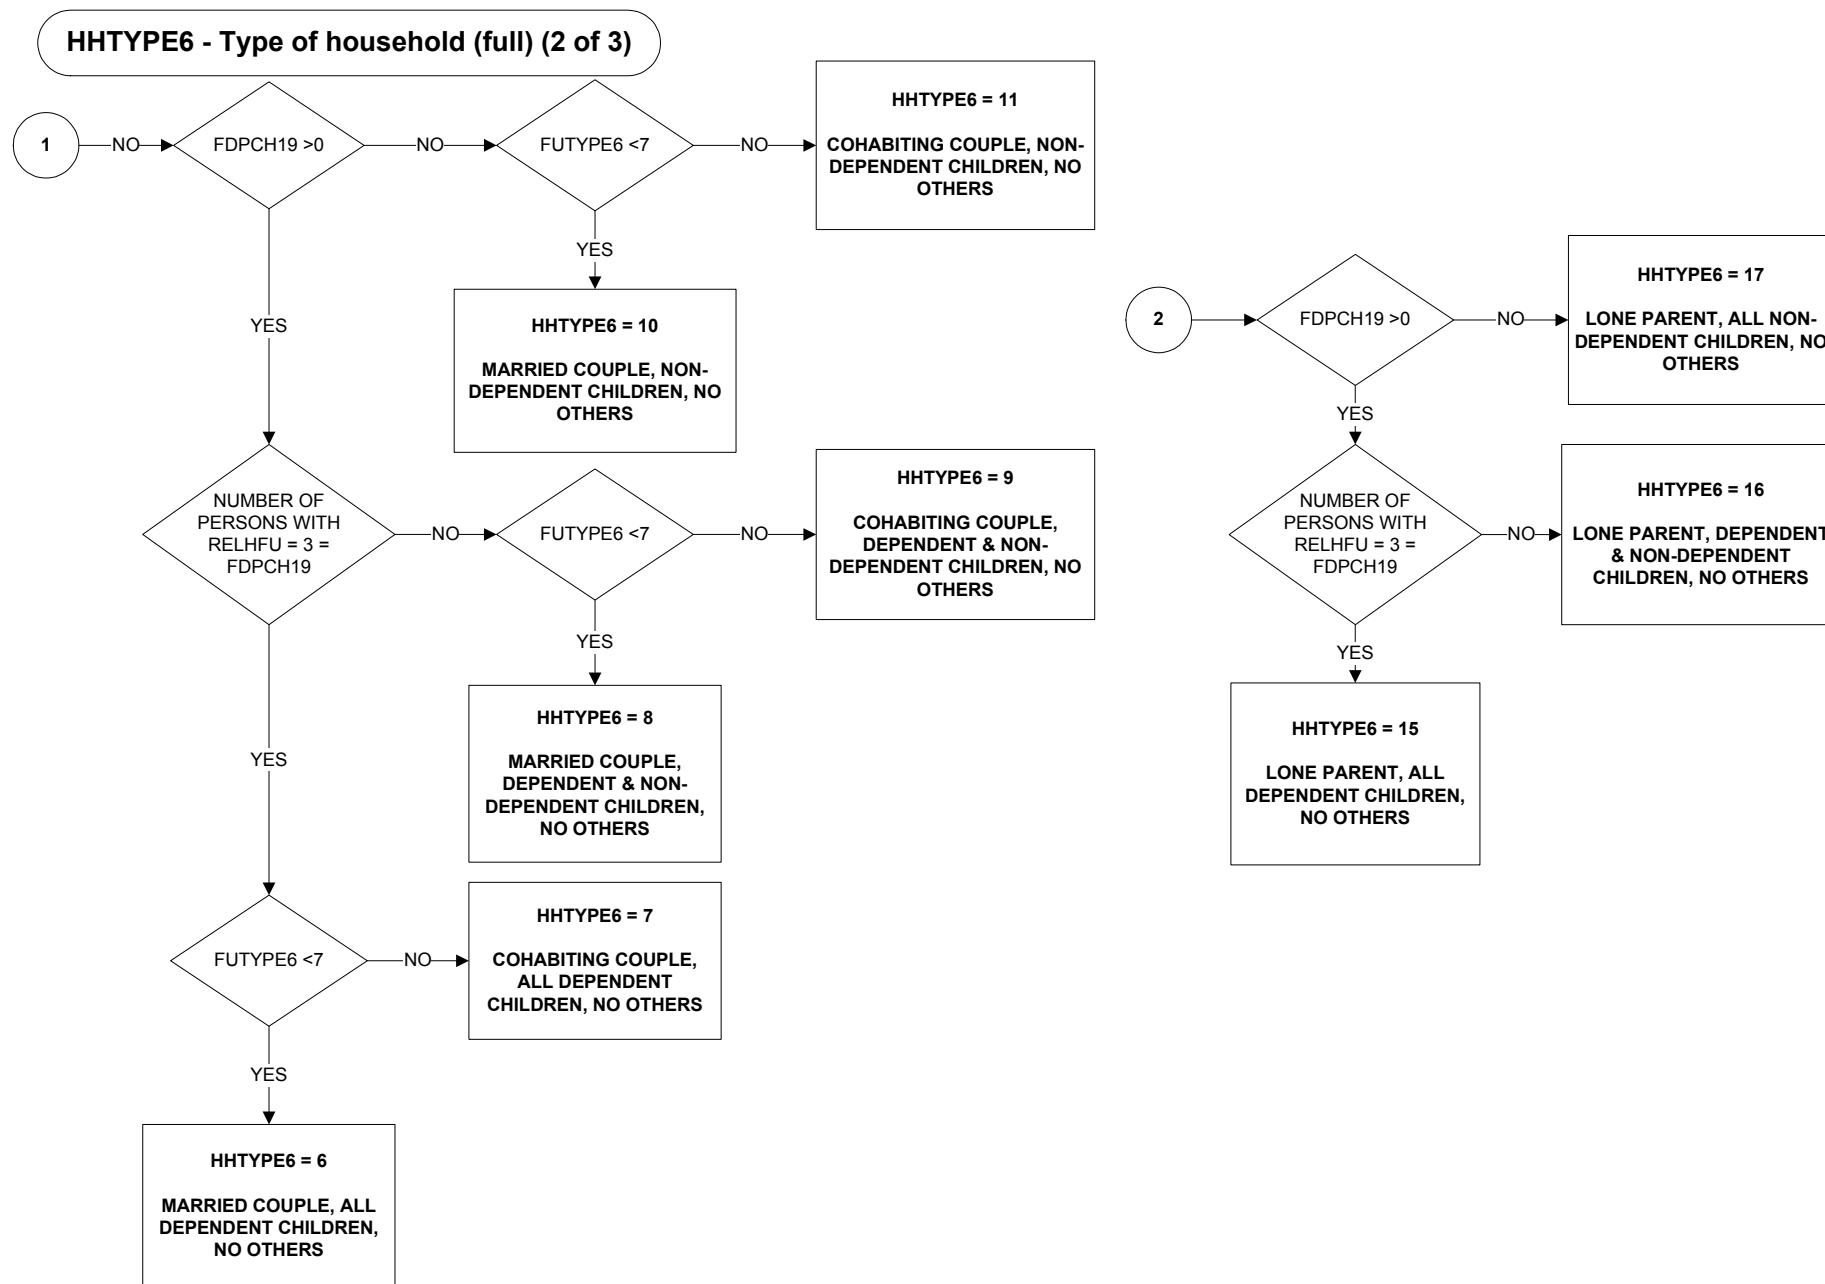 HHTYPE6 - Type of household (full) (2 of 3)
1
NO
FDPCH19 >0
NO
FUTYPE6 <7
NO
HHTYPE6 = 11
COHABITING COUPLE, NON-
DEPENDENT CHILDREN, NO
OTHERS
YES
HHTYPE6 = 10
MARRIED COUPLE, NON-
DEPENDENT CHILDREN, NO
OTHERS
YES
NUMBER OF
PERSONS WITH
RELHFU = 3 =
FDPCH19
NO
FUTYPE6 <7
NO
HHTYPE6 = 9
COHABITING COUPLE,
DEPENDENT & NON-
DEPENDENT CHILDREN, NO
OTHERS
YES
HHTYPE6 = 8
MARRIED COUPLE,
DEPENDENT & NON-
DEPENDENT CHILDREN,
NO OTHERS
YES
FUTYPE6 <7
NO
HHTYPE6 = 7
COHABITING COUPLE,
ALL DEPENDENT
CHILDREN, NO OTHERS
YES
HHTYPE6 = 6
MARRIED COUPLE, ALL
DEPENDENT CHILDREN,
NO OTHERS
2
FDPCH19 >0
NO
HHTYPE6 = 17
LONE PARENT, ALL NON-
DEPENDENT CHILDREN, NO
OTHERS
YES
NUMBER OF
PERSONS WITH
RELHFU = 3 =
FDPCH19
NO
HHTYPE6 = 16
LONE PARENT, DEPENDENT
& NON-DEPENDENT
CHILDREN, NO OTHERS
YES
HHTYPE6 = 15
LONE PARENT, ALL
DEPENDENT CHILDREN,
NO OTHERS